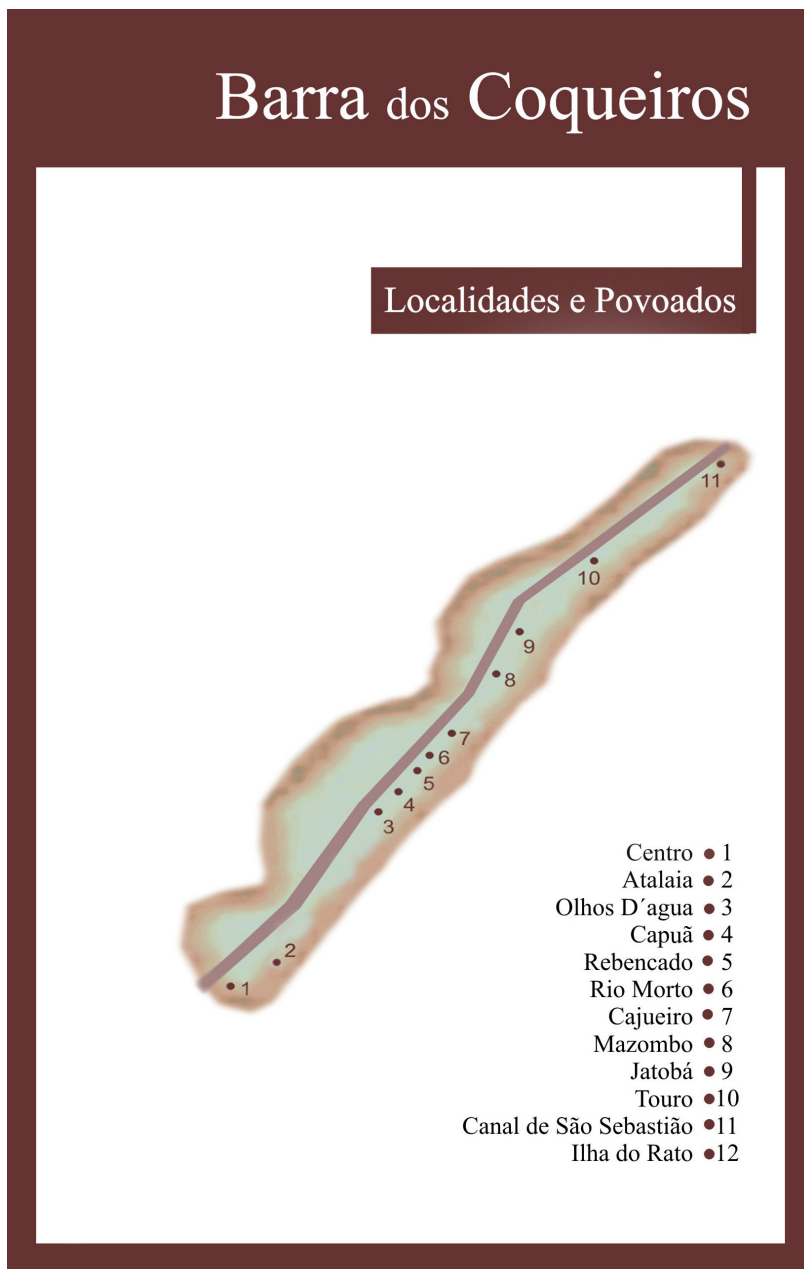 Barra dos Coqueiros
Localidades e Povoados
11
10
9
8
7
6
5
4
3
2
1
Centro • 1
Atalaia • 2
Olhos D´agua • 3
Capuã • 4
Rebencado • 5
Rio Morto • 6
Cajueiro • 7
Mazombo • 8
Jatobá • 9
Touro •10
Canal de São Sebastião •11
Ilha do Rato •12